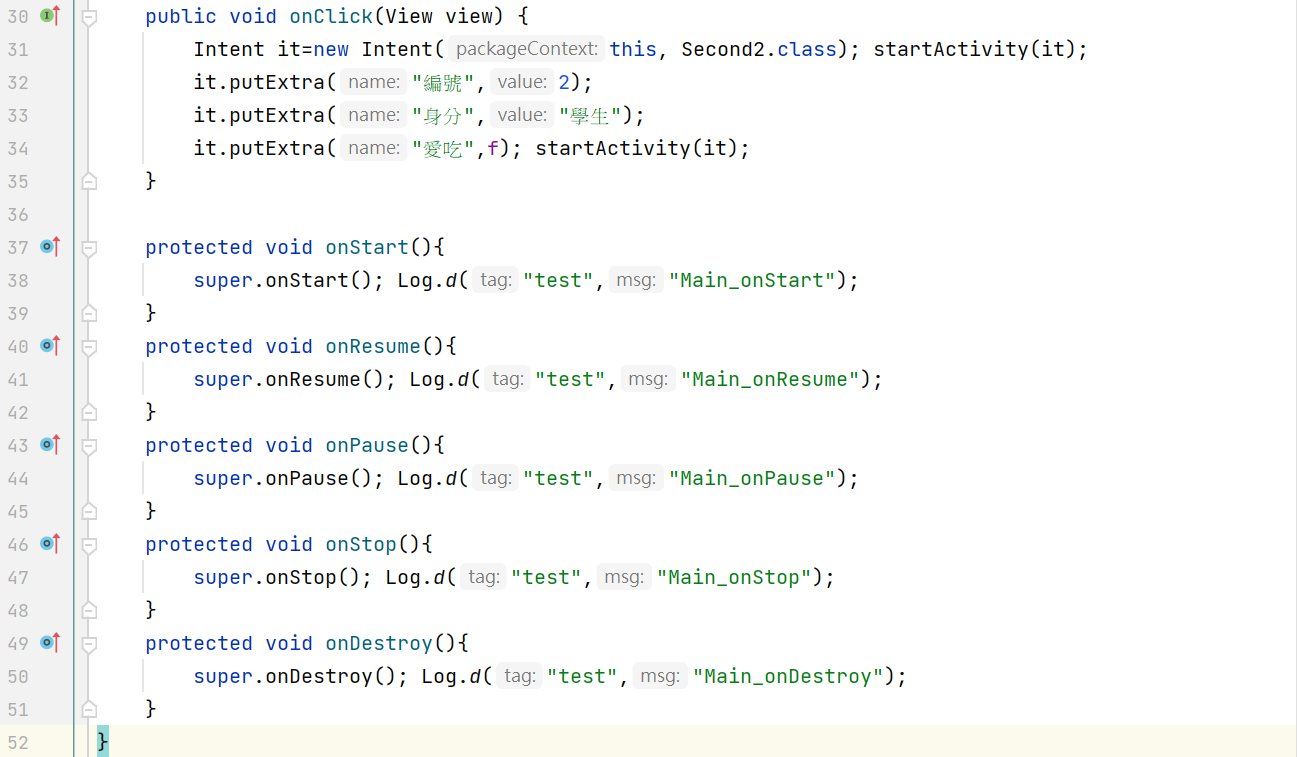 30 public void onClick(View view) {
31 Intent it=new Intent( packageContext: this, Second2.class); startActivity(it);
32 it.putExtra( name: "編號", value: 2);
33 it.putExtra( name: "身分", value: "學生");
34 it.putExtra( name: "愛吃",f); startActivity(it);
35 }
36
37 protected void onStart(){
38 super.onStart(); Log.d( tag: "test", msg: "Main_onStart");
39 }
40 protected void onResume(){
41 super.onResume(); Log.d( tag: "test", msg: "Main_onResume");
42 }
43 protected void onPause(){
44 super.onPause(); Log.d( tag: "test", msg: "Main_onPause");
45 }
46 protected void onStop(){
47 super.onStop(); Log.d( tag: "test", msg: "Main_onStop");
48 }
49 protected void onDestroy(){
50 super.onDestroy(); Log.d( tag: "test", msg: "Main_onDestroy");
51 }
52 }